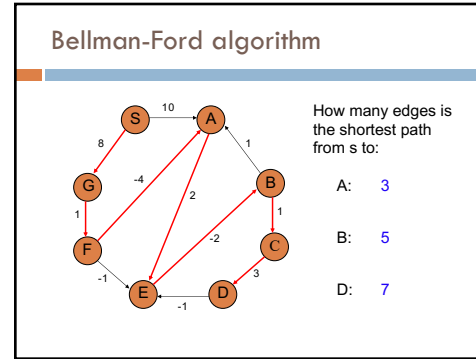 Bellman-Ford algorithm
10
S
A
How many edges is
the shortest path
from s to:
8
1
-4
A: 3
G
2
B
1
1
B: 5
-2
F
C
-1
3
E
D
D: 7
-1